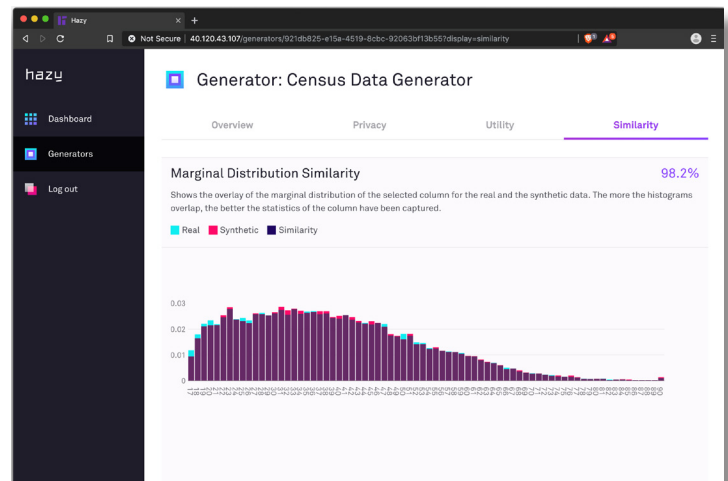 Hazy
Not Secure | 40.120.43.107/generators/921db825-e15a-4519-8cbc-92063bf13b55?display=similarity
hazy
Generator: Census Data Generator
Dashboard
Generators
Log out
Overview Privacy Utility Similarity
Marginal Distribution Similarity 98.2%
Shows the overlay of the marginal distribution of the selected column for the real and the synthetic data. The more the histograms
overlap, the better the statistics of the column have been captured.
Real Synthetic Similarity
0.03
0.02
0.01
0